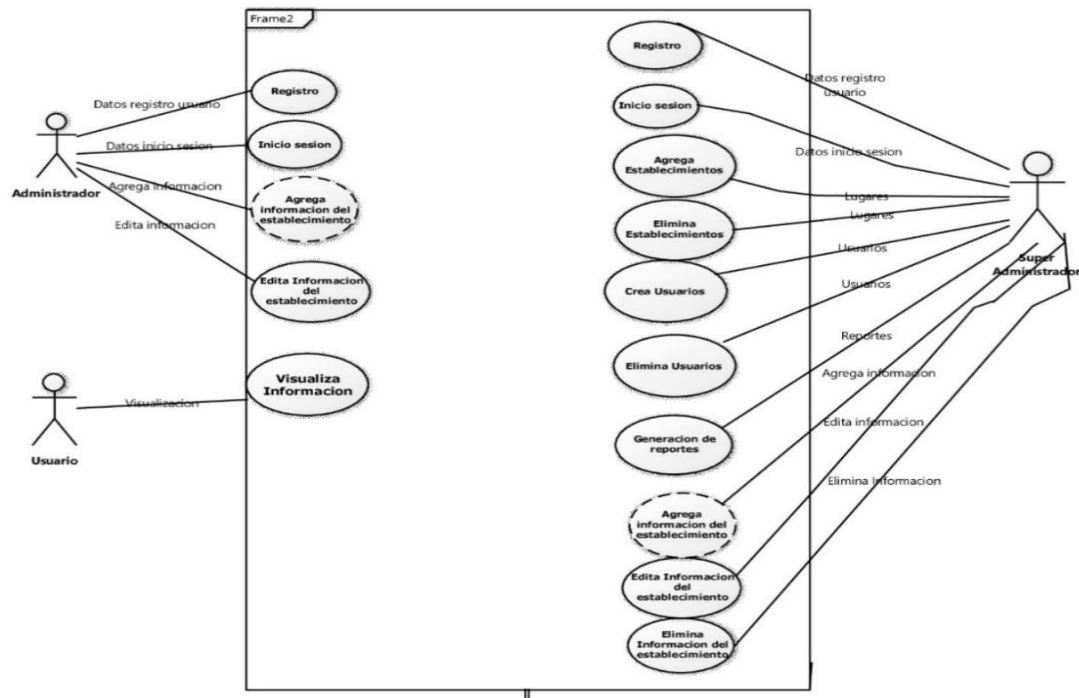 Frame2
Registro
Datos registro
usuario
Registro
Datos registro usuario
Inicio sesion
Inicio sesion
Datos inicio sesion
Datos inicio sesion
Agrega
Establecimientos
Administrador
Agrega informacion
Agrega
informacion del
establecimiento
Lugares
Lugares
Edita informacion
Elimina
Establecimientos
Usuarios
Super
Administrador
Edita Informacion
del
establecimiento
Crea Usuarios
Usuarios
Reportes
Elimina Usuarios
Agrega informacion
Visualiza
Informacion
Visualizacion
Usuario
Edita informacion
Generacion de
reportes
Elimina Informacion
Agrega
informacion del
establecimiento
Edita Informacion
del
establecimiento
Elimina
Informacion del
establecimiento